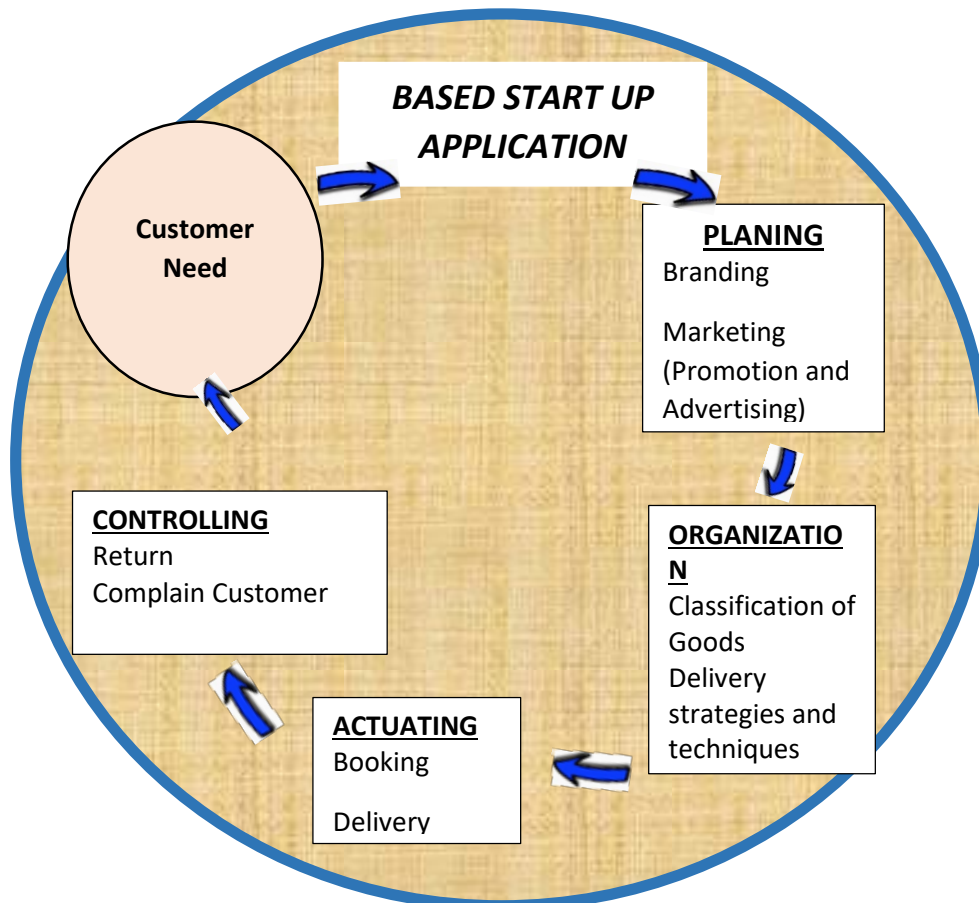 BASED START UP
APPLICATION
Customer
Need
PLANING
Branding
Marketing
(Promotion and
Advertising)
ORGANIZATIO
N
Classification of
Goods
Delivery
strategies and
techniques
ACTUATING
Booking
Delivery
CONTROLLING
Return
Complain Customer